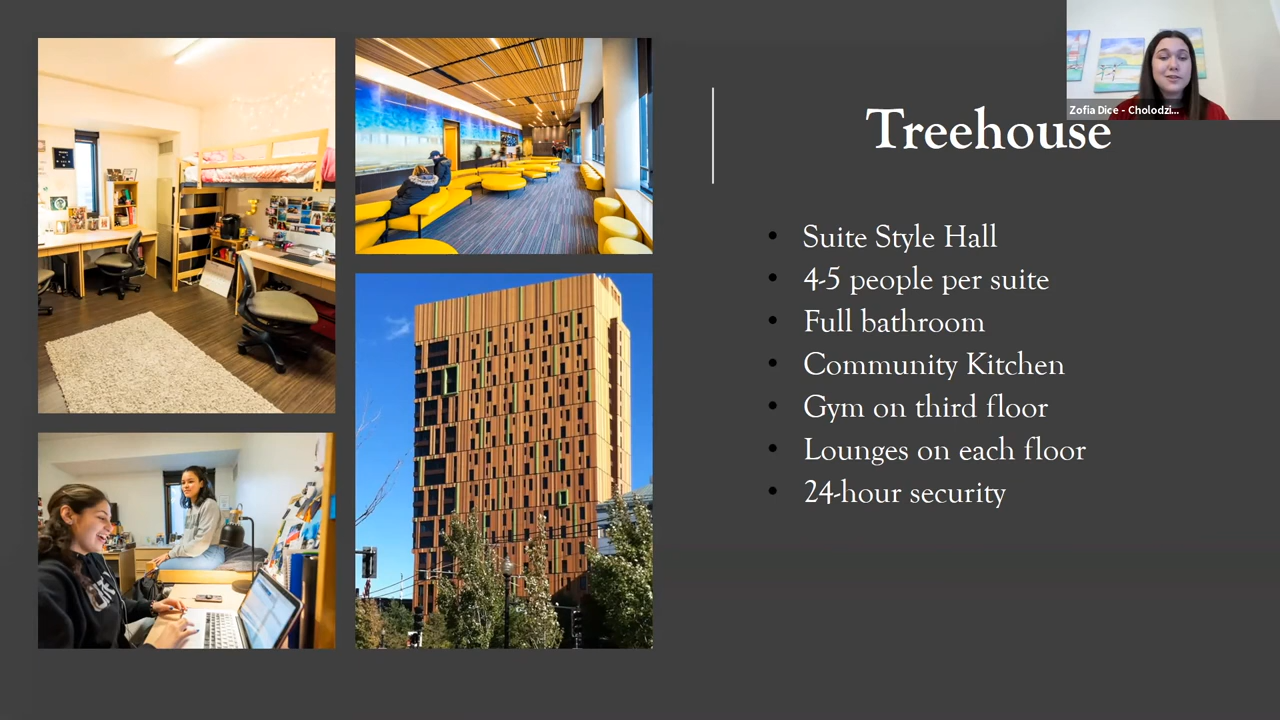 Zofia Dice - Cholodzi...
Treehouse
• Suite Style Hall
• 4-5 people per suite
• Full bathroom
• Community Kitchen
• Gym on third floor
• Lounges on each floor
• 24-hour security